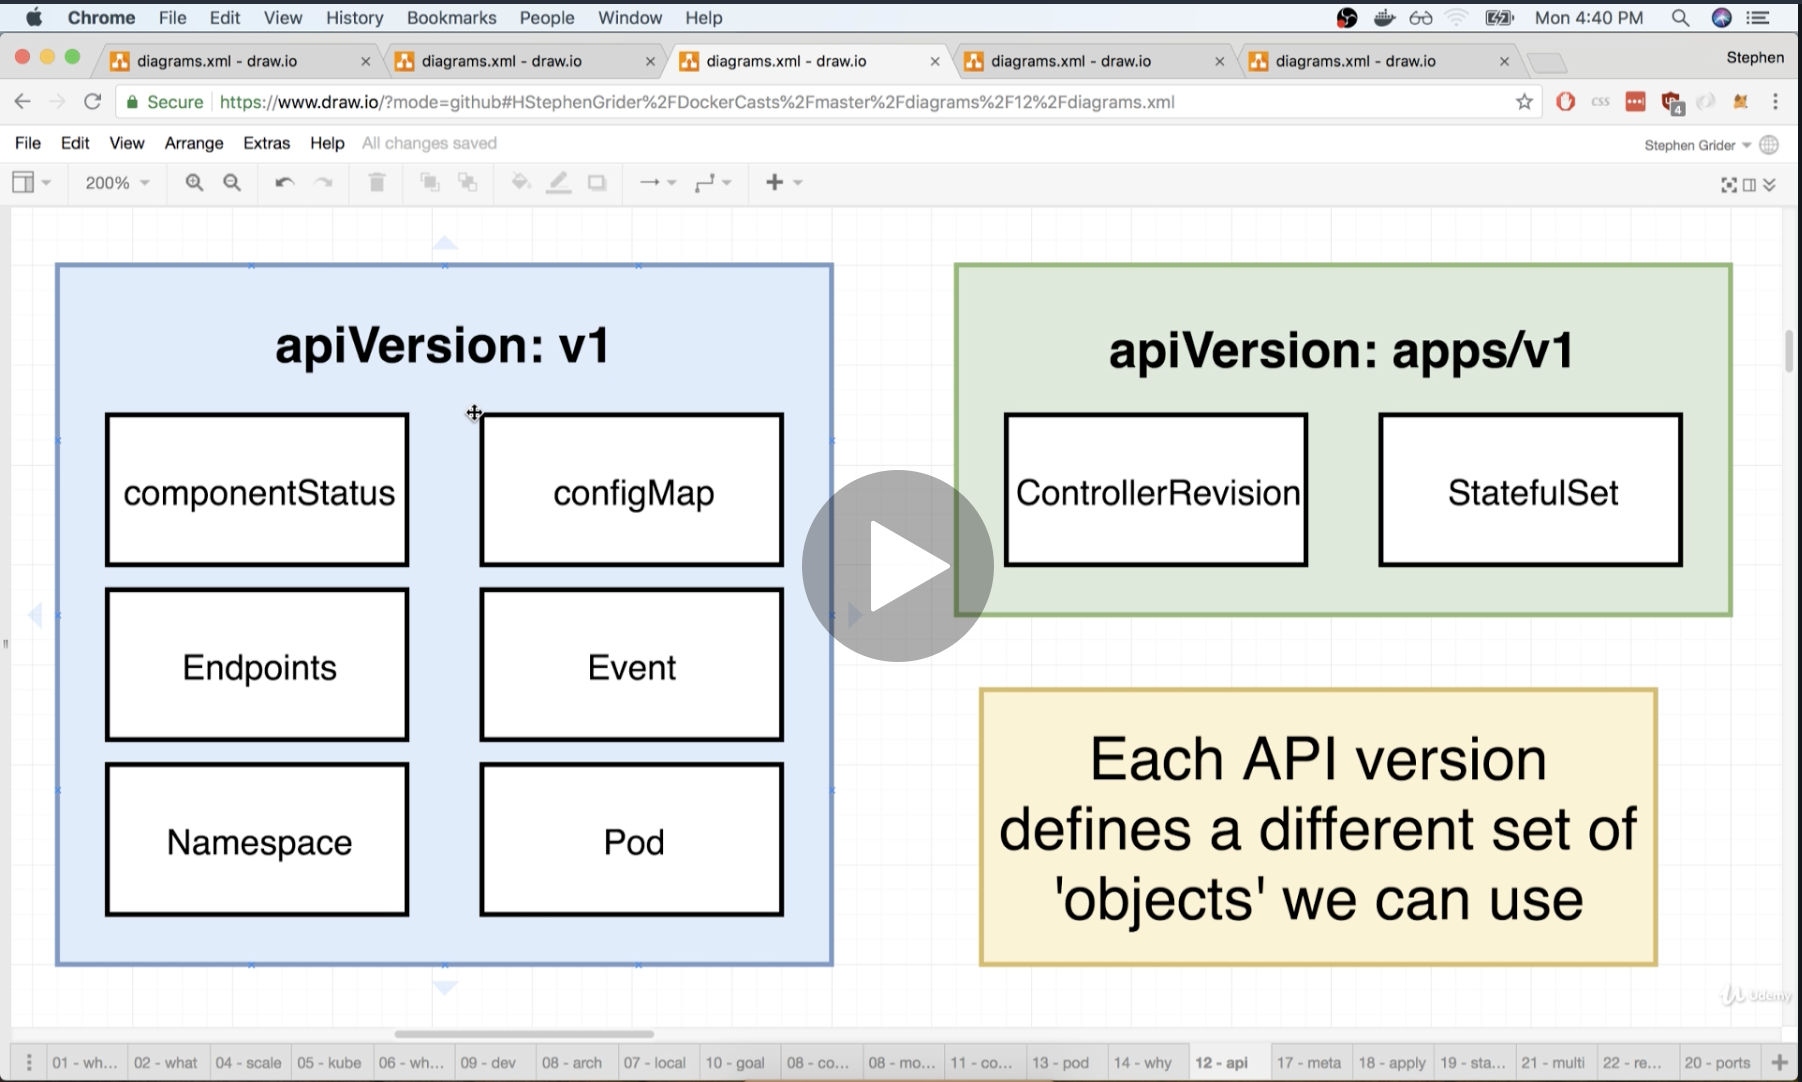 Chrome File Edit View History Bookmarks People Window Help Mon 4:40 PM
diagrams.xml - draw.io diagrams.xml - draw.io diagrams.xml - draw.io diagrams.xml - draw.io diagrams.xml - draw.io Stephen
Secure https://www.draw.io/?mode=github#HStephenGrider%2FDockerCasts%2Fmaster%2Fdiagrams%2F12%2Fdiagrams.xml css 4
File Edit View Arrange Extras Help All changes saved Stephen Grider
200%
apiVersion: v1
componentStatus
configMap
Endpoints
Event
Namespace
Pod
apiVersion: apps/v1
ControllerRevision
StatefulSet
Each API version
defines a different set of
'objects' we can use
Udemy
01 - wh... 02 - what 04 - scale 05 - kube 06 - wh... 09 - dev 08 - arch 07 - local 10 - goal 08 - co... 08 - mo... 11 - co... 13 - pod 14 - why 12 - api 17 - meta 18 - apply 19 - sta... 21 - multi 22 - re... 20 - ports